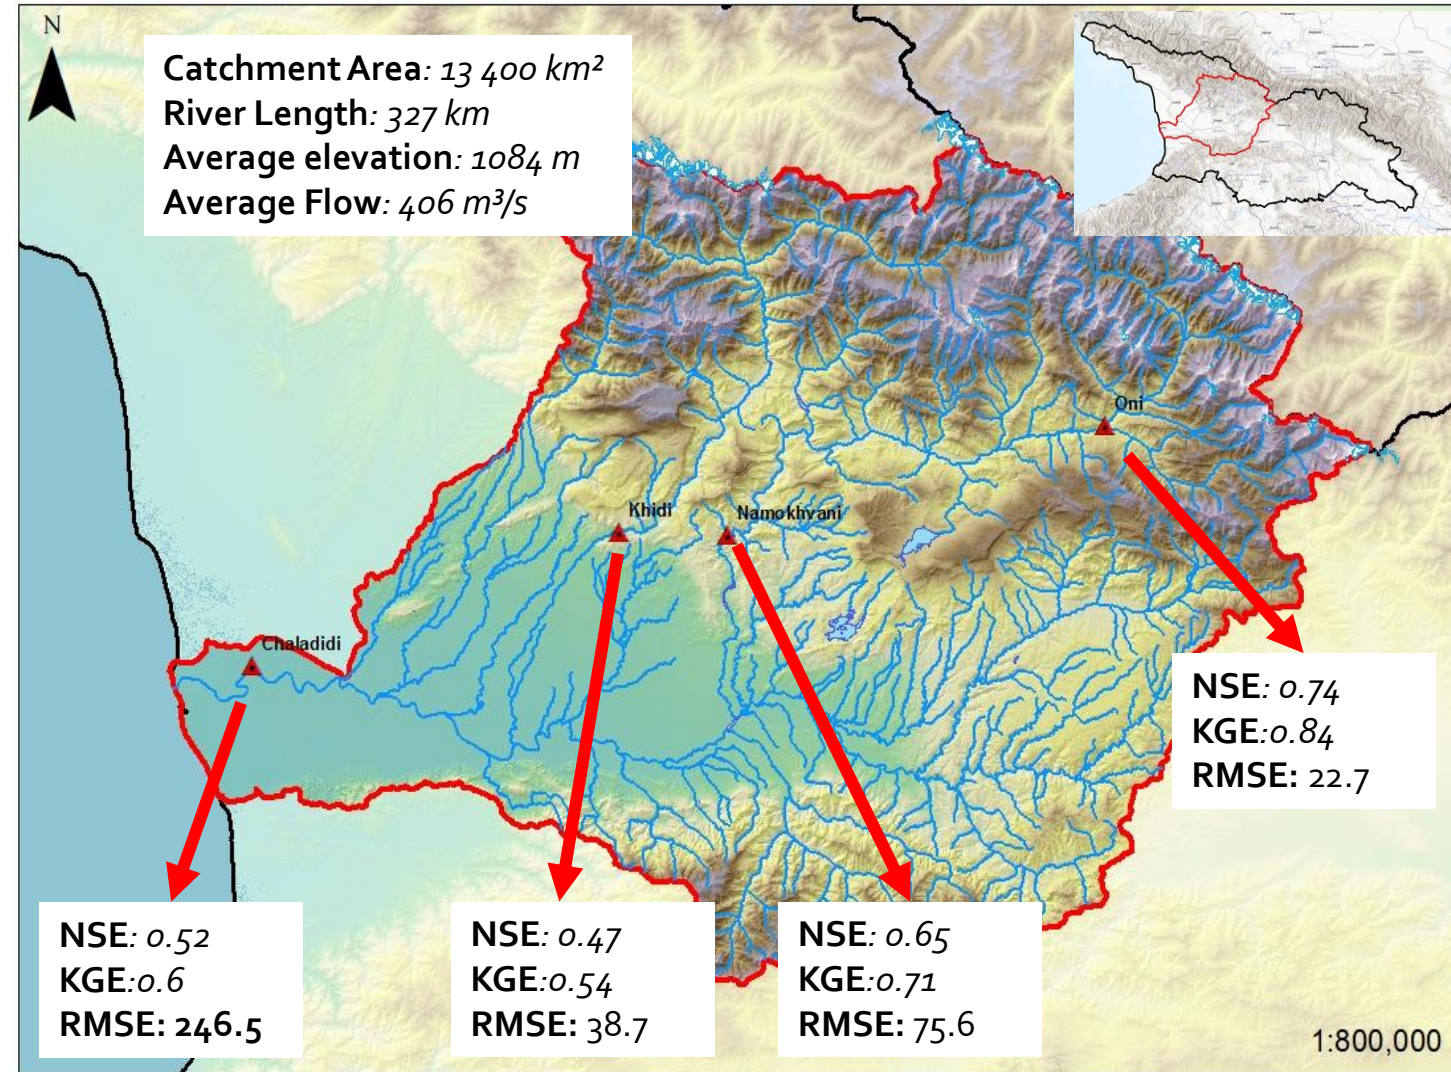 N
Catchment Area: 13 400 km²
River Length: 327 km
Average elevation: 1084 m
Average Flow: 406 m³/s
Oni
Khidi
Namokhvani
Chaladidi
NSE: 0.74
KGE:0.84
RMSE: 22.7
NSE: 0.52
KGE:0.6
RMSE: 246.5
NSE: 0.47
KGE:0.54
RMSE: 38.7
NSE: 0.65
KGE:0.71
RMSE: 75.6
1:800,000